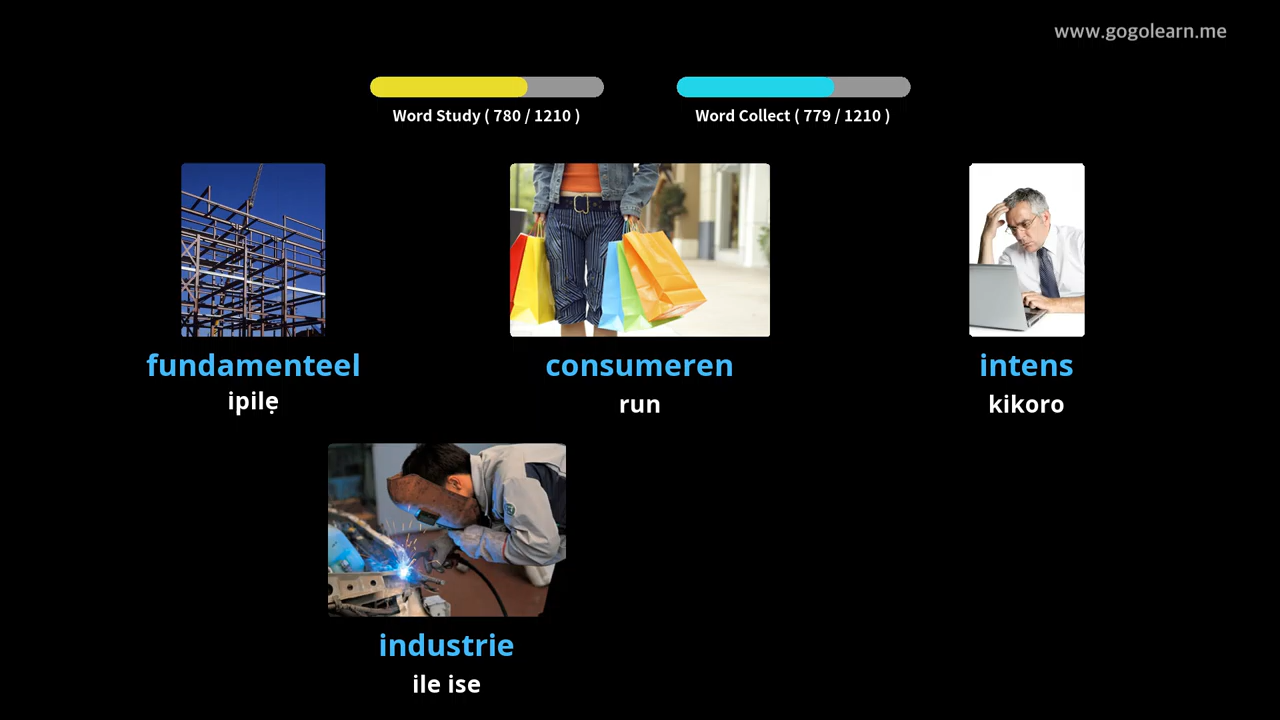 www.gogolearn.me
Word Study ( 780 / 1210 )
Word Collect ( 779 / 1210 )
fundamenteel
ipilẹ
consumeren
run
intens
kikoro
industrie
ile ise